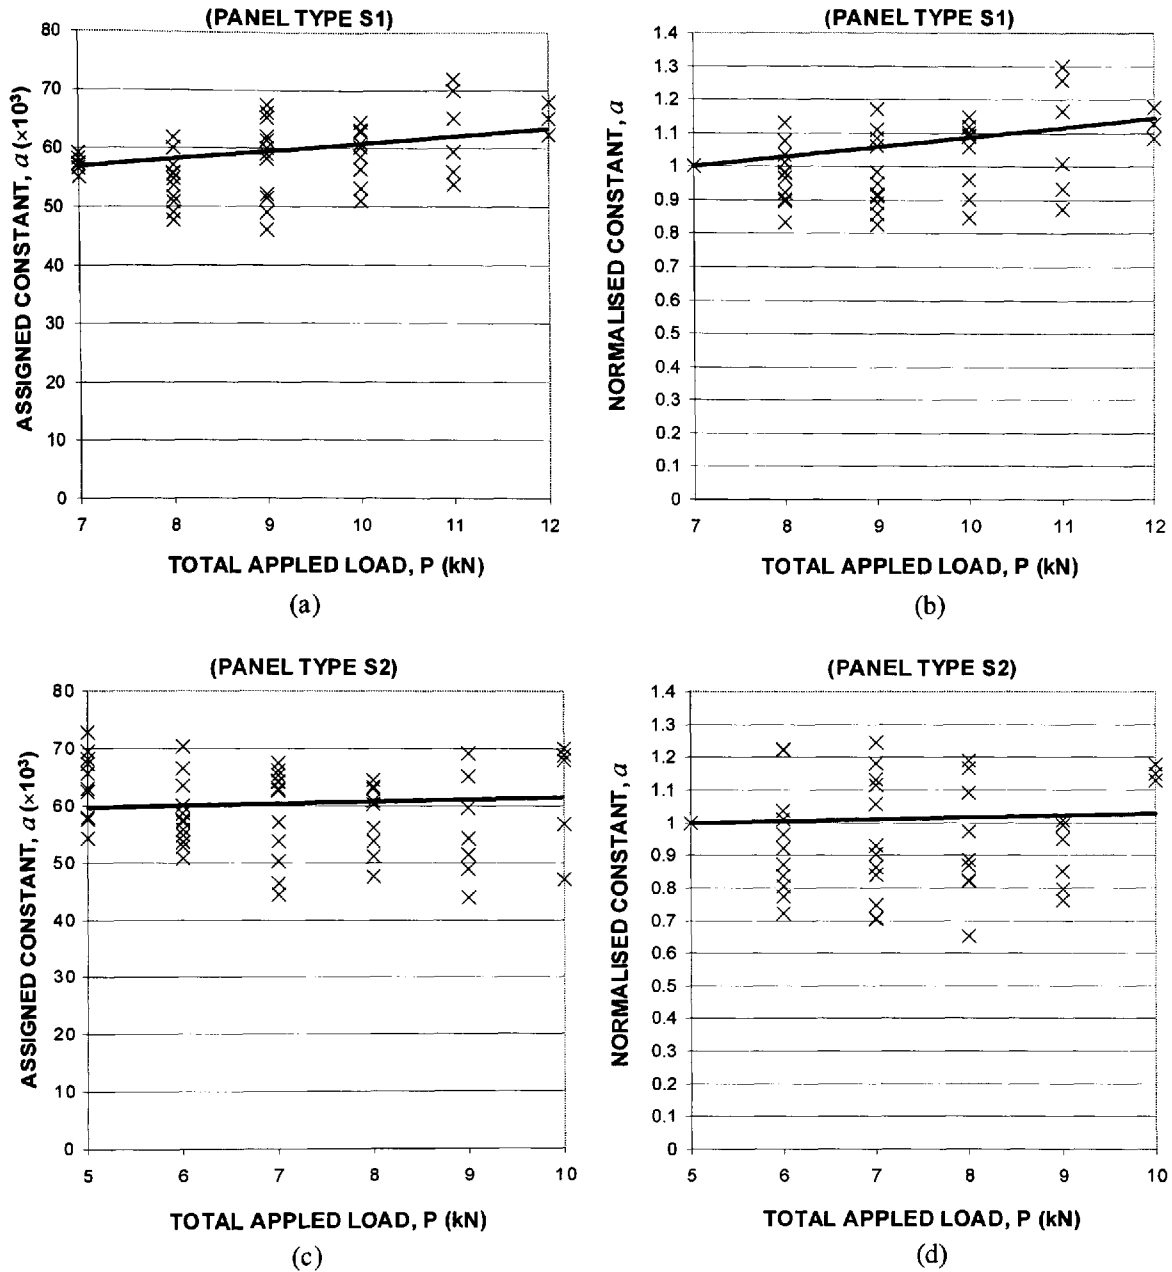 (PANEL TYPE S1)
ASSIGNED CONSTANT, a (×10³)
80
70
60
50
40
30
20
10
0
7 8 9 10 11 12
TOTAL APPLED LOAD, P (kN)
(a)
(PANEL TYPE S1)
NORMALISED CONSTANT, a
1.4
1.3
1.2
1.1
1
0.9
0.8
0.7
0.6
0.5
0.4
0.3
0.2
0.1
0
7 8 9 10 11 12
TOTAL APPLED LOAD, P (kN)
(b)
(PANEL TYPE S2)
ASSIGNED CONSTANT, a (×10³)
80
70
60
50
40
30
20
10
0
5 6 7 8 9 10
TOTAL APPLED LOAD, P (kN)
(c)
(PANEL TYPE S2)
NORMALISED CONSTANT, a
1.4
1.3
1.2
1.1
1
0.9
0.8
0.7
0.6
0.5
0.4
0.3
0.2
0.1
0
5 6 7 8 9 10
TOTAL APPLED LOAD, P (kN)
(d)